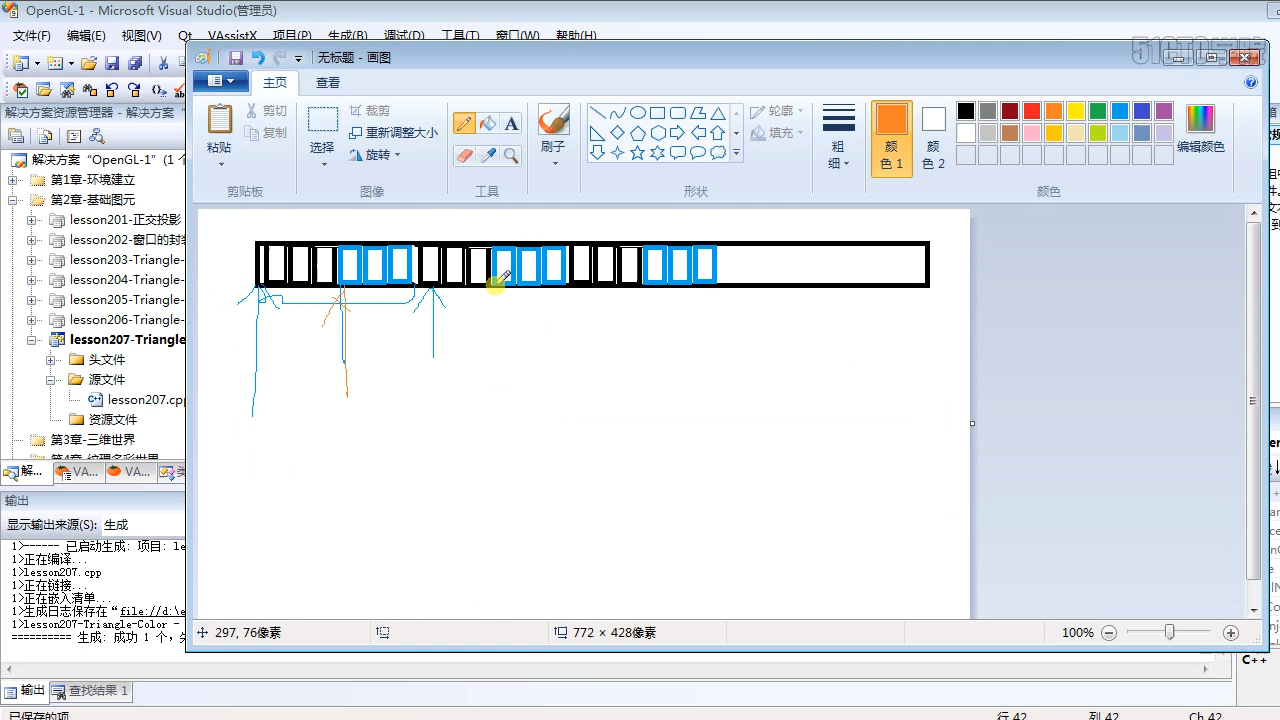 OpenGL-1 - Microsoft Visual Studio(管理员)
文件(F) 编辑(E) 视图(V) Qt VAssistX 项目(P) 生成(B) 调试(D) 工具(T) 窗口(W) 帮助(H)
无标题 - 画图
主页 查看
解决方案资源管理器 - 解决方案 "
解决方案"OpenGL-1"(1 个
第1章-环境建立
第2章-基础图元
lesson201-正交投影
lesson202-窗口的封装
lesson203-Triangle-
lesson204-Triangle-
lesson205-Triangle-
lesson206-Triangle-
lesson207-Triangle
头文件
源文件
lesson207.cpp
资源文件
第3章-三维世界
解... VA... VA... 类
粘贴
剪切
复制
剪贴板
选择
裁剪
重新调整大小
旋转
图像
工具
刷子
形状
轮廓
填充
粗
细
颜
色 1
颜
色 2
编辑颜色
颜色
输出
显示输出来源(S): 生成
1>------ 已启动生成: 项目: le
1>正在编译...
1>lesson207.cpp
1>正在链接...
1>正在嵌入清单...
1>生成日志保存在"file://d:\e
1>lesson207-Triangle-Color -
========== 生成: 成功 1 个，
297, 76像素
772 × 428像素
100%
C++
输出 查找结果 1
已保存的项
行 42 列 42 Ch 42